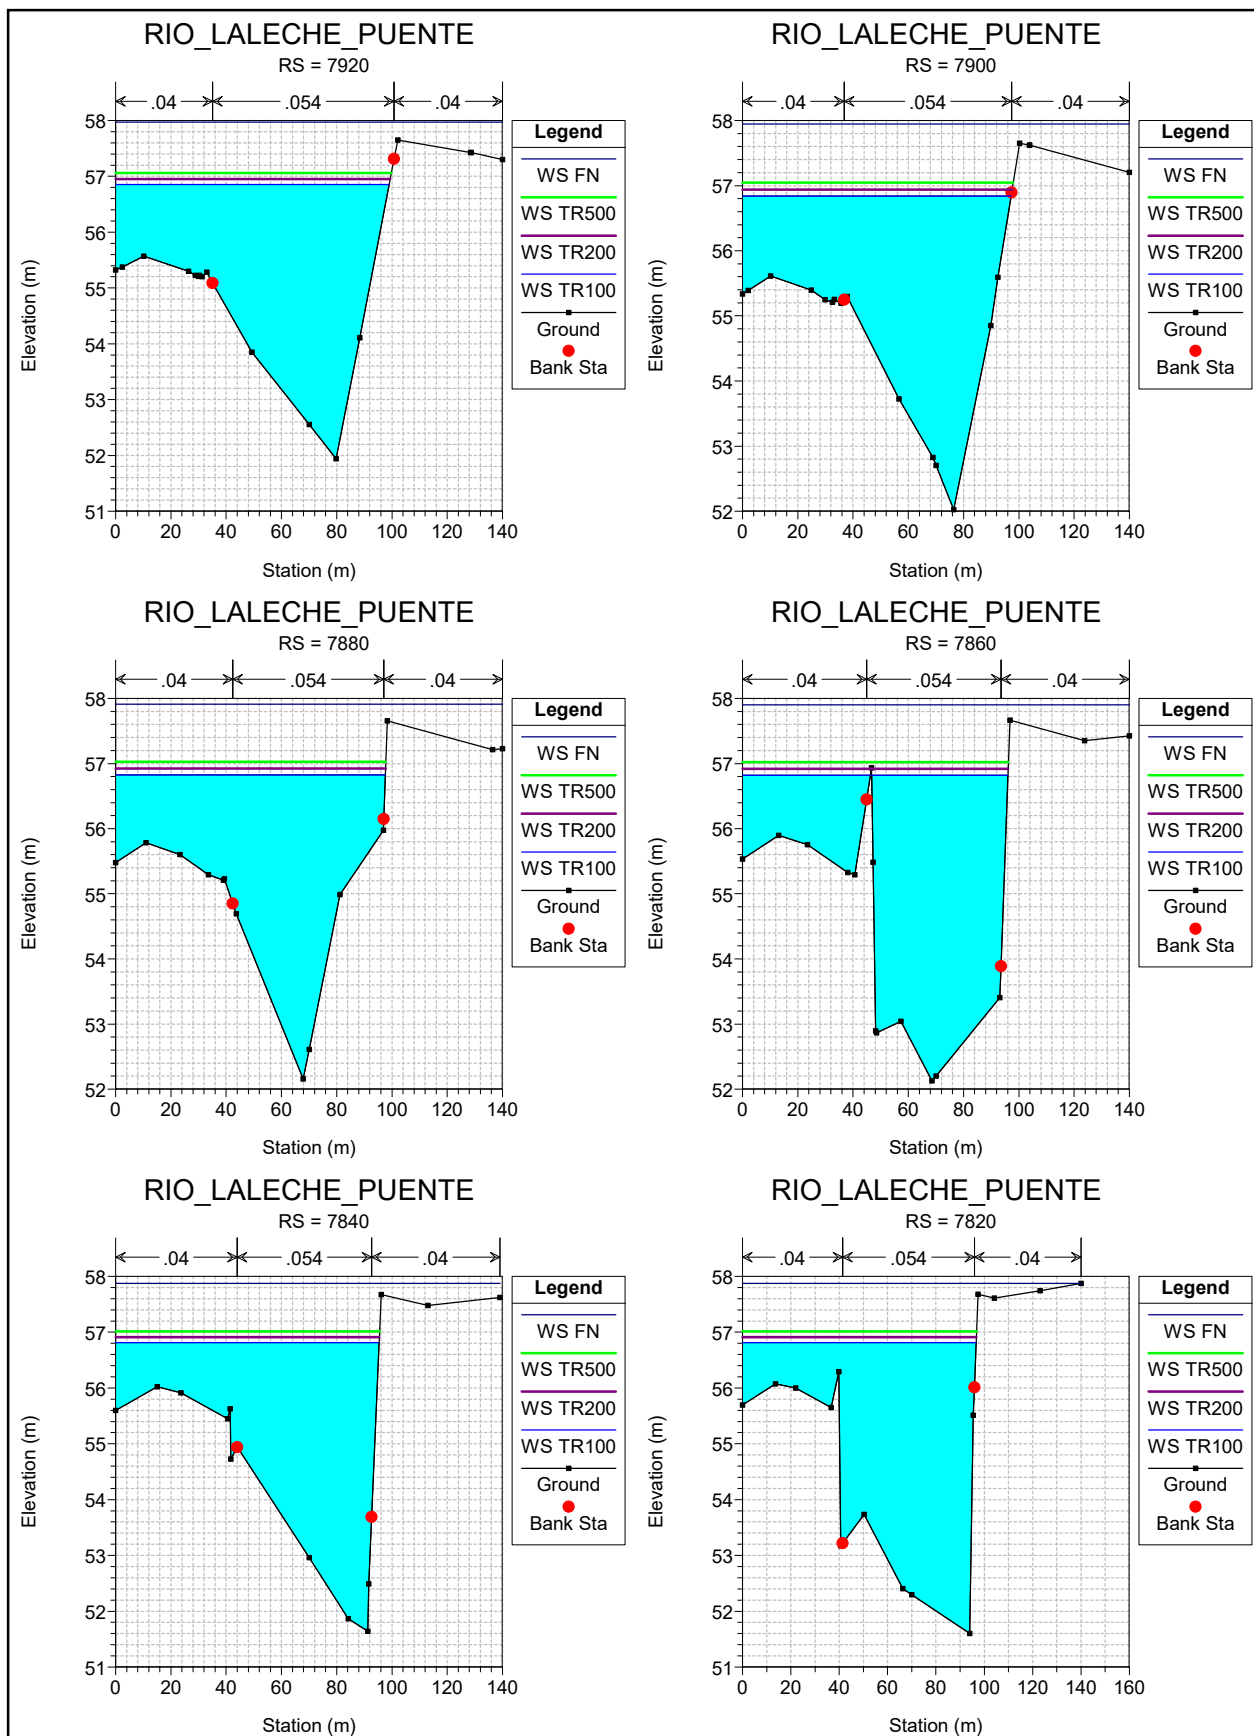 RIO_LALECHE_PUENTE
RS = 7920
.04 .054 .04
58
57
56
55
54
53
52
51
Elevation (m)
0 20 40 60 80 100 120 140
Station (m)
Legend
WS FN
WS TR500
WS TR200
WS TR100
Ground
Bank Sta
RIO_LALECHE_PUENTE
RS = 7900
.04 .054 .04
58
57
56
55
54
53
52
Elevation (m)
0 20 40 60 80 100 120 140
Station (m)
Legend
WS FN
WS TR500
WS TR200
WS TR100
Ground
Bank Sta
RIO_LALECHE_PUENTE
RS = 7880
.04 .054 .04
58
57
56
55
54
53
52
Elevation (m)
0 20 40 60 80 100 120 140
Station (m)
Legend
WS FN
WS TR500
WS TR200
WS TR100
Ground
Bank Sta
RIO_LALECHE_PUENTE
RS = 7860
.04 .054 .04
58
57
56
55
54
53
52
Elevation (m)
0 20 40 60 80 100 120 140
Station (m)
Legend
WS FN
WS TR500
WS TR200
WS TR100
Ground
Bank Sta
RIO_LALECHE_PUENTE
RS = 7840
.04 .054 .04
58
57
56
55
54
53
52
51
Elevation (m)
0 20 40 60 80 100 120 140
Station (m)
Legend
WS FN
WS TR500
WS TR200
WS TR100
Ground
Bank Sta
RIO_LALECHE_PUENTE
RS = 7820
.04 .054 .04
58
57
56
55
54
53
52
51
Elevation (m)
0 20 40 60 80 100 120 140 160
Station (m)
Legend
WS FN
WS TR500
WS TR200
WS TR100
Ground
Bank Sta